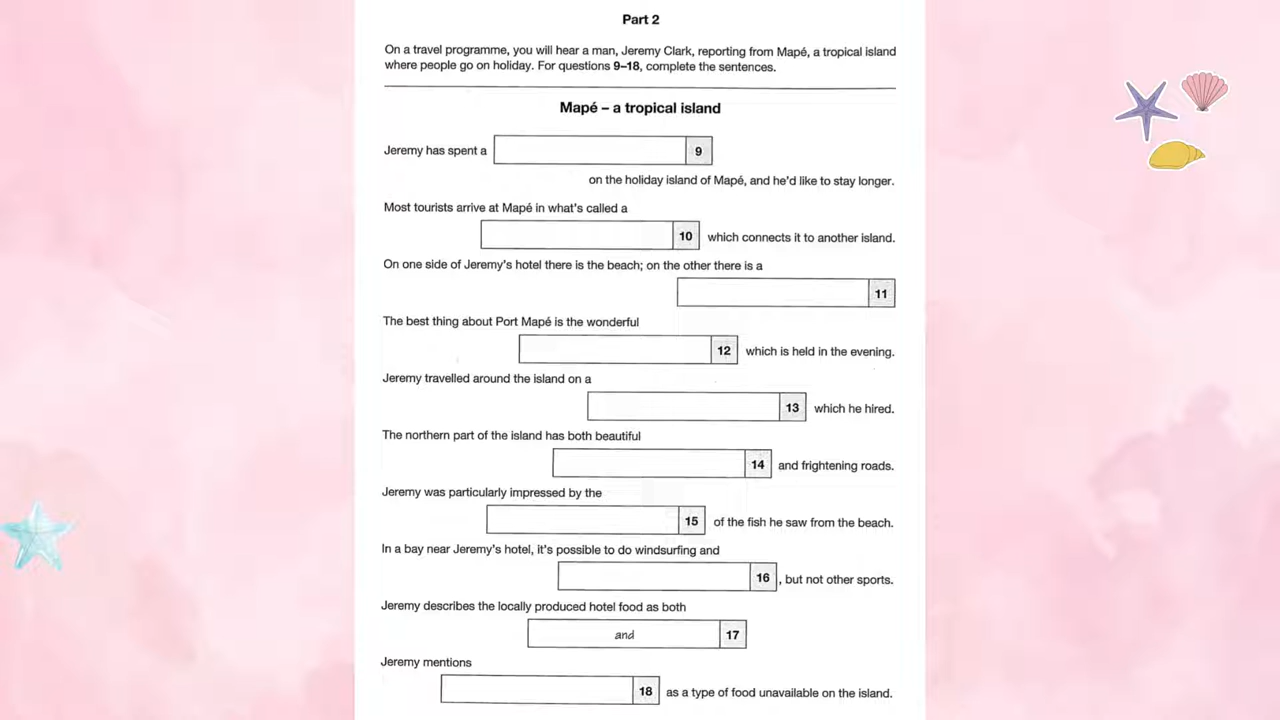 Part 2
On a travel programme, you will hear a man, Jeremy Clark, reporting from Mapé, a tropical island
where people go on holiday. For questions 9–18, complete the sentences.
Mapé – a tropical island
Jeremy has spent a
9
on the holiday island of Mapé, and he'd like to stay longer.
Most tourists arrive at Mapé in what's called a
10 which connects it to another island.
On one side of Jeremy's hotel there is the beach; on the other there is a
11
The best thing about Port Mapé is the wonderful
12 which is held in the evening.
Jeremy travelled around the island on a
13 which he hired.
The northern part of the island has both beautiful
14 and frightening roads.
Jeremy was particularly impressed by the
15 of the fish he saw from the beach.
In a bay near Jeremy's hotel, it's possible to do windsurfing and
16 , but not other sports.
Jeremy describes the locally produced hotel food as both
and 17
Jeremy mentions
18 as a type of food unavailable on the island.